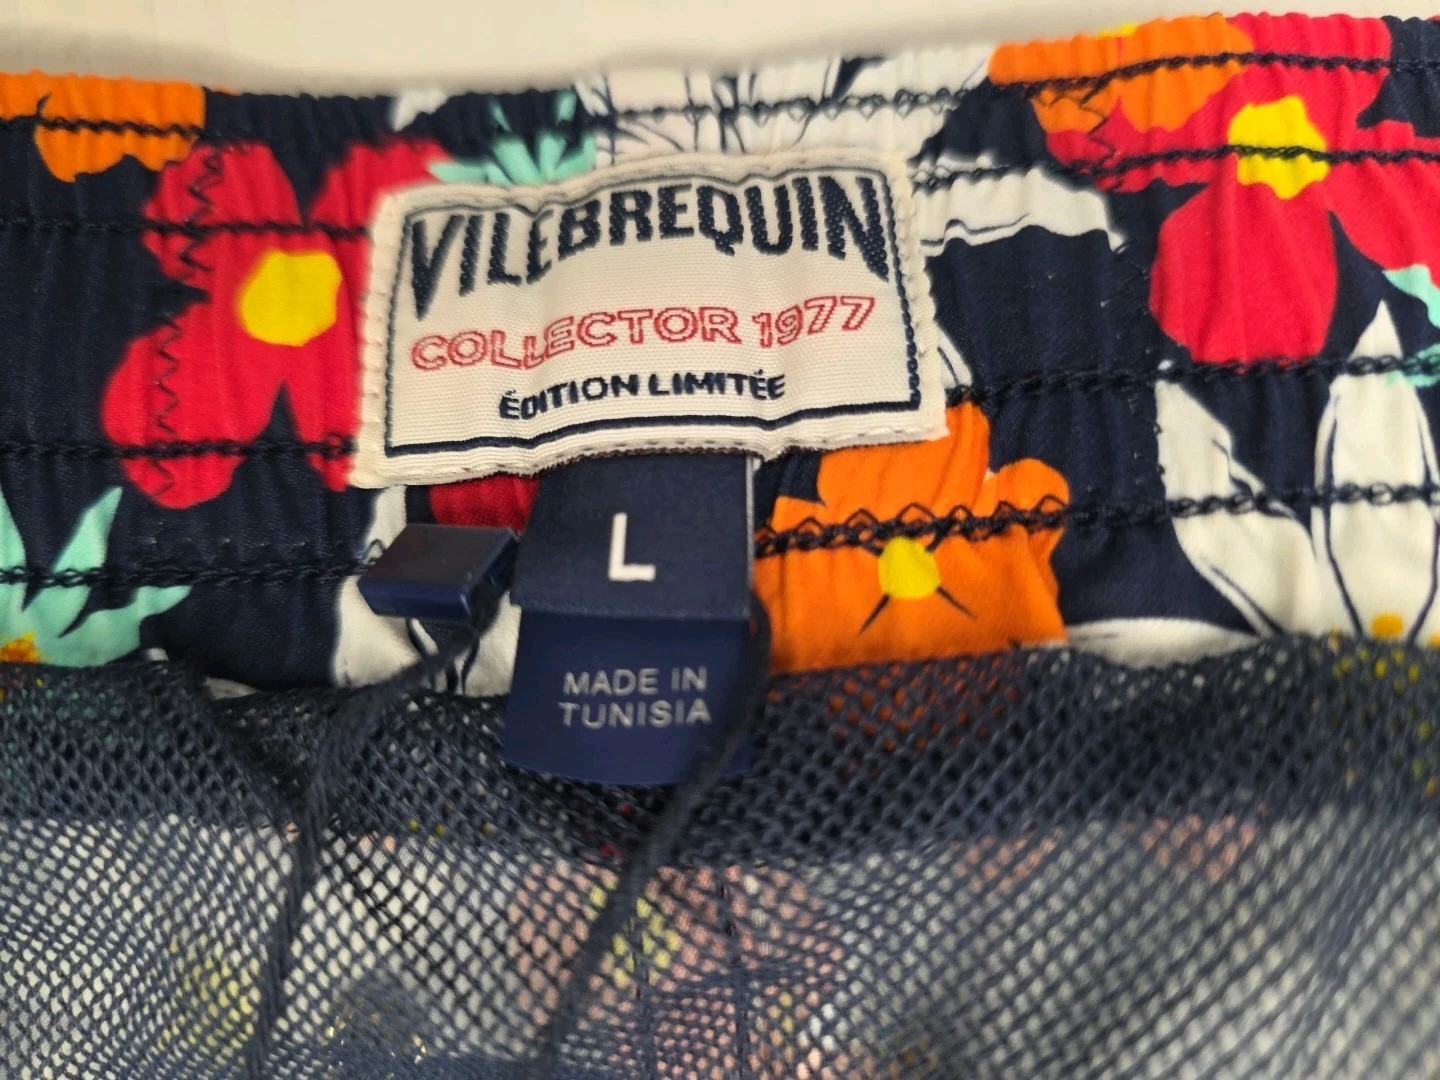 VILEBREQUIN
COLLECTOR 1977
ÉDITION LIMITÉE
L
MADE IN
TUNISIA